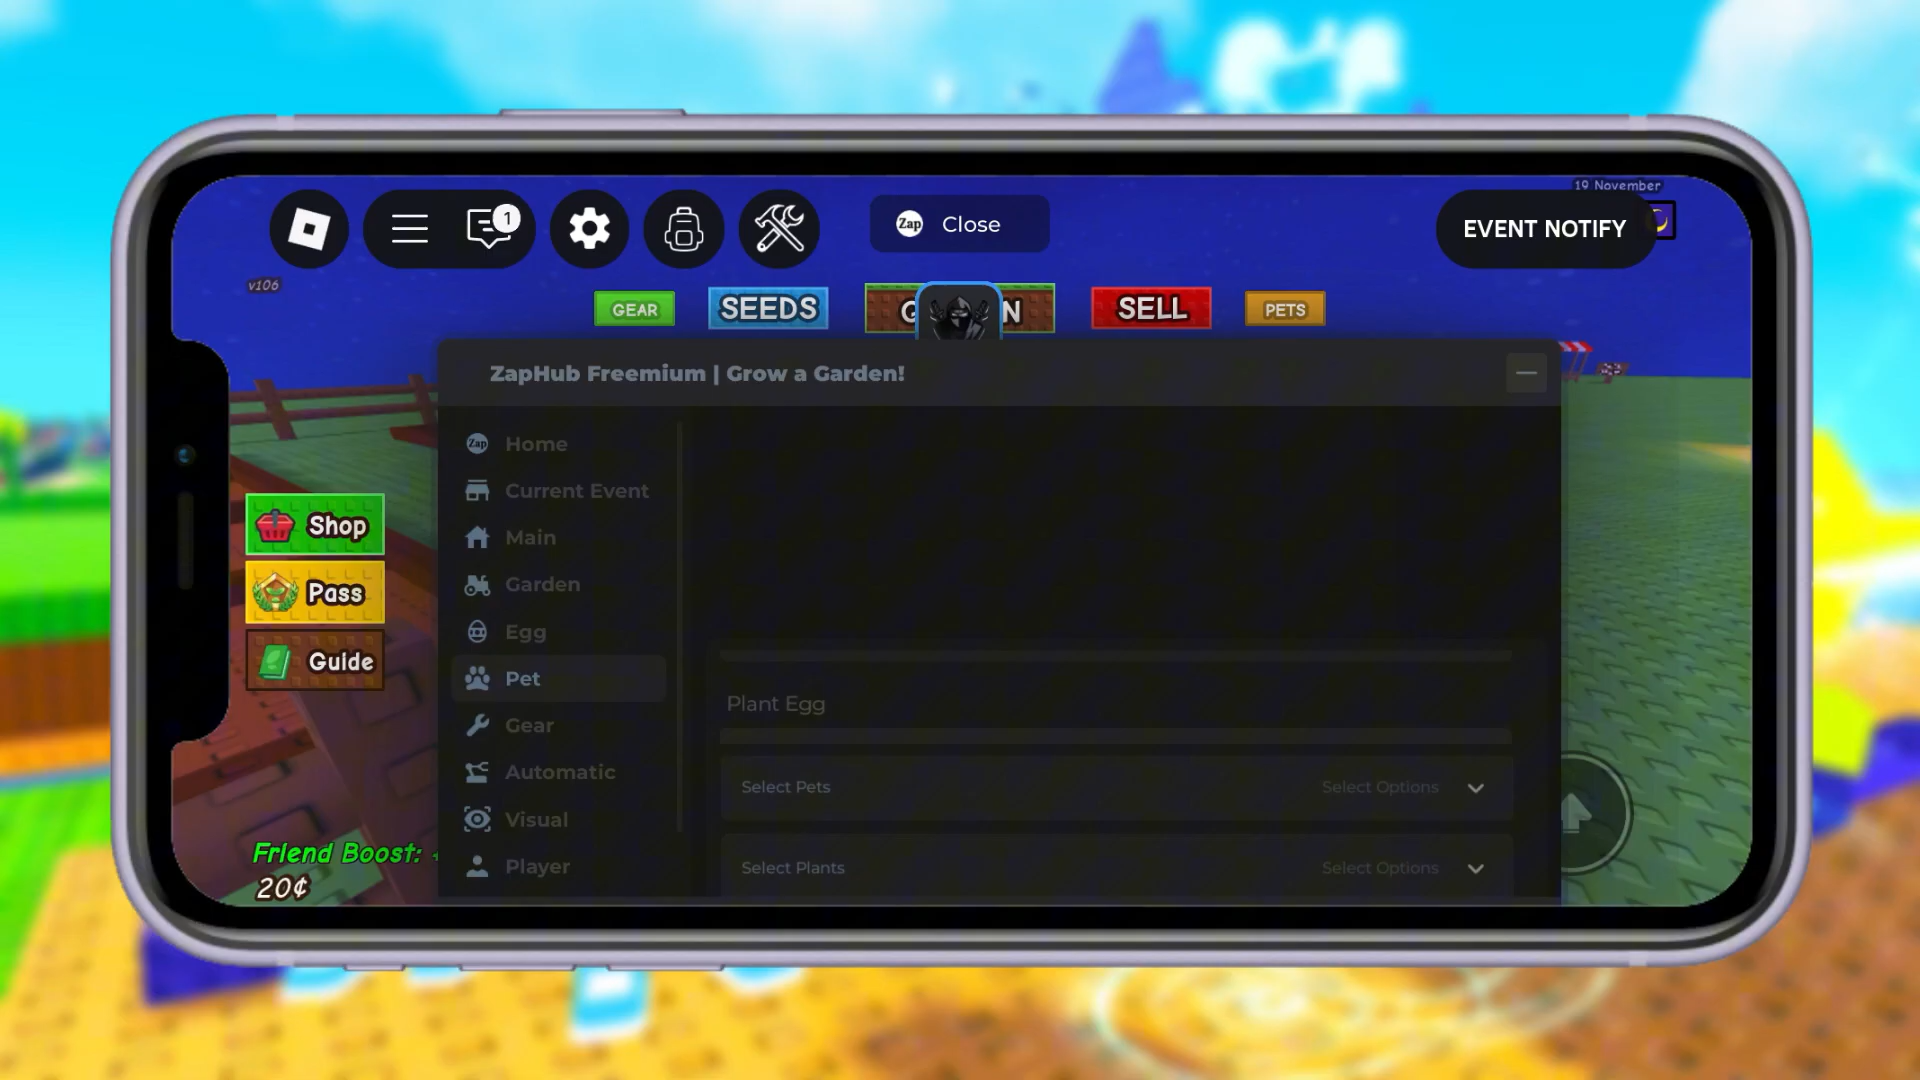 19 November
1
Zap Close
EVENT NOTIFY
v106
GEAR
SEEDS
SELL
PETS
ZapHub Freemium | Grow a Garden!
Zap Home
Current Event
Main
Garden
Egg
Pet
Gear
Automatic
Visual
Player
Shop
Pass
Guide
Plant Egg
Select Pets Select Options
Select Plants Select Options
Friend Boost:
20¢